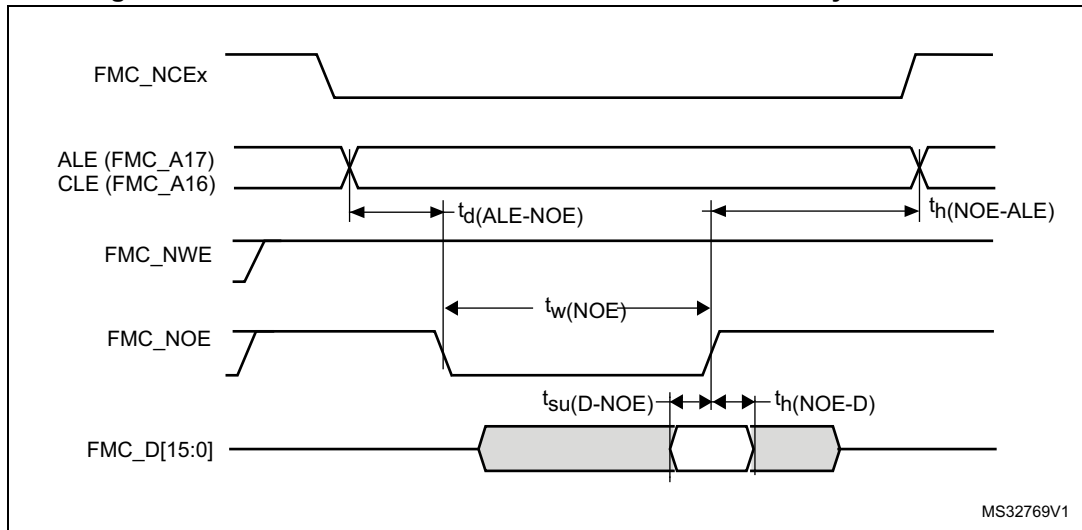 FMC_NCEx
ALE (FMC_A17)
CLE (FMC_A16)
td(ALE-NOE)
th(NOE-ALE)
FMC_NWE
tw(NOE)
FMC_NOE
tsu(D-NOE)
th(NOE-D)
FMC_D[15:0]
MS32769V1